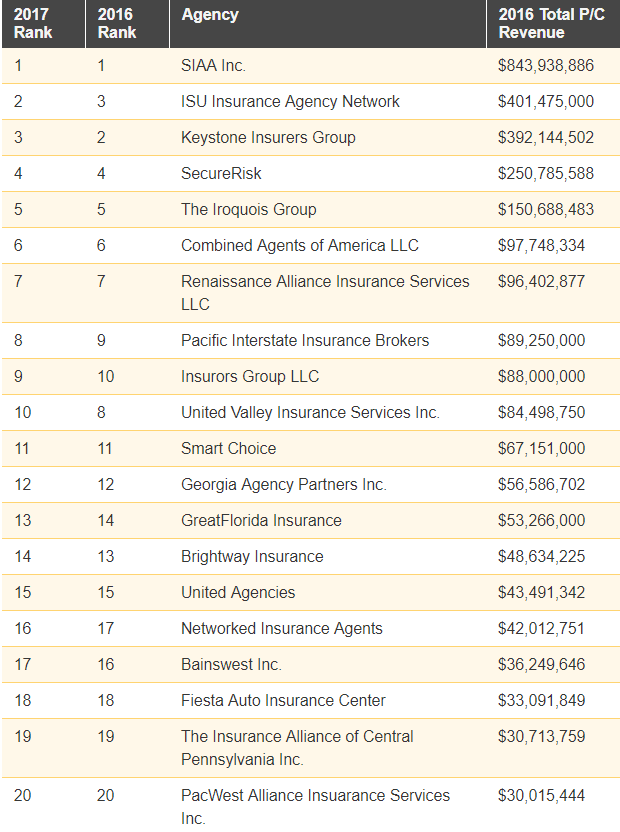 2017 Rank 2016 Rank Agency 2016 Total P/C Revenue
1 1 SIAA Inc. $843,938,886
2 3 ISU Insurance Agency Network $401,475,000
3 2 Keystone Insurers Group $392,144,502
4 4 SecureRisk $250,785,588
5 5 The Iroquois Group $150,688,483
6 6 Combined Agents of America LLC $97,748,334
7 7 Renaissance Alliance Insurance Services $96,402,877
LLC
8 9 Pacific Interstate Insurance Brokers $89,250,000
9 10 Insurors Group LLC $88,000,000
10 8 United Valley Insurance Services Inc. $84,498,750
11 11 Smart Choice $67,151,000
12 12 Georgia Agency Partners Inc. $56,586,702
13 14 GreatFlorida Insurance $53,266,000
14 13 Brightway Insurance $48,634,225
15 15 United Agencies $43,491,342
16 17 Networked Insurance Agents $42,012,751
17 16 Bainswest Inc. $36,249,646
18 18 Fiesta Auto Insurance Center $33,091,849
19 19 The Insurance Alliance of Central $30,713,759
Pennsylvania Inc.
20 20 PacWest Alliance Insuarance Services $30,015,444
Inc.